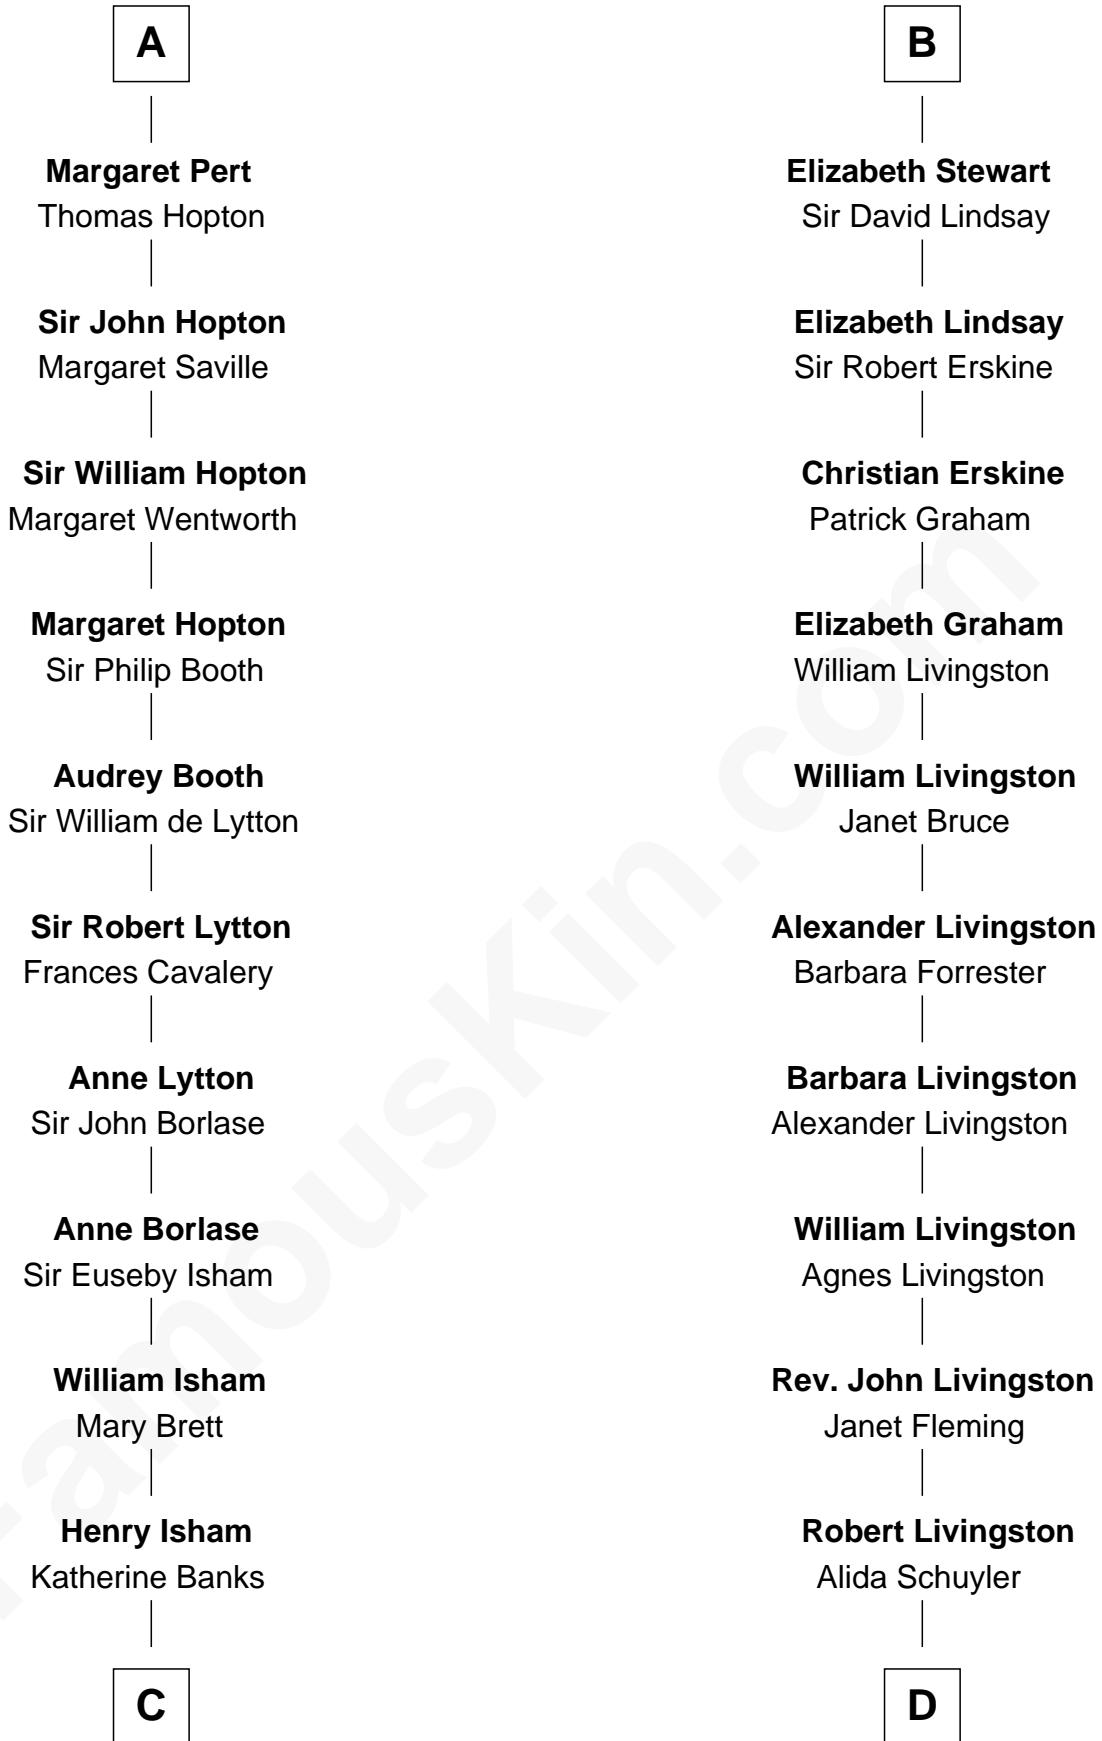 A
Margaret Pert
Thomas Hopton
Sir John Hopton
Margaret Saville
Sir William Hopton
Margaret Wentworth
Margaret Hopton
Sir Philip Booth
Audrey Booth
Sir William de Lytton
Sir Robert Lytton
Frances Cavalery
Anne Lytton
Sir John Borlase
Anne Borlase
Sir Euseby Isham
William Isham
Mary Brett
Henry Isham
Katherine Banks
C
B
Elizabeth Stewart
Sir David Lindsay
Elizabeth Lindsay
Sir Robert Erskine
Christian Erskine
Patrick Graham
Elizabeth Graham
William Livingston
William Livingston
Janet Bruce
Alexander Livingston
Barbara Forrester
Barbara Livingston
Alexander Livingston
William Livingston
Agnes Livingston
Rev. John Livingston
Janet Fleming
Robert Livingston
Alida Schuyler
D
FamousKin.com